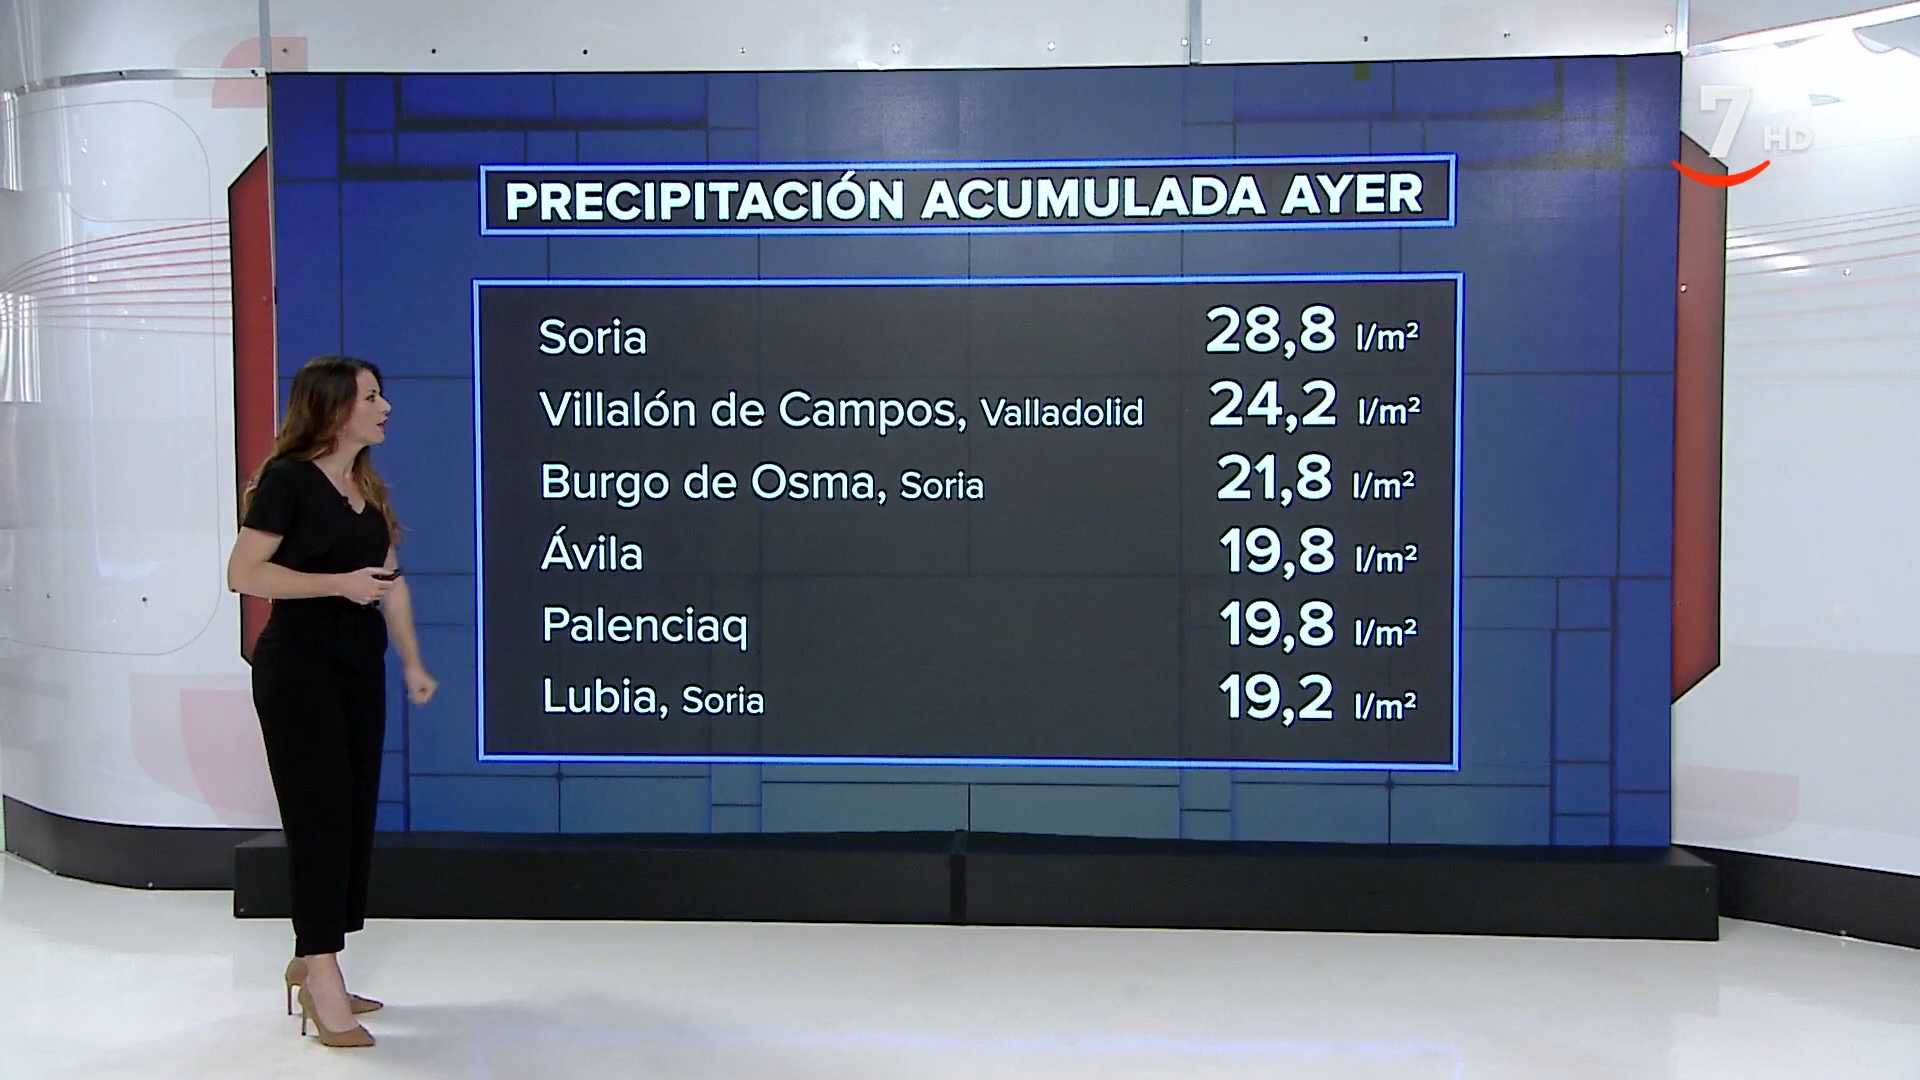 7 HD
PRECIPITACIÓN ACUMULADA AYER
Soria 28,8 l/m²
Villalón de Campos, Valladolid 24,2 l/m²
Burgo de Osma, Soria 21,8 l/m²
Ávila 19,8 l/m²
Palenciaq 19,8 l/m²
Lubia, Soria 19,2 l/m²